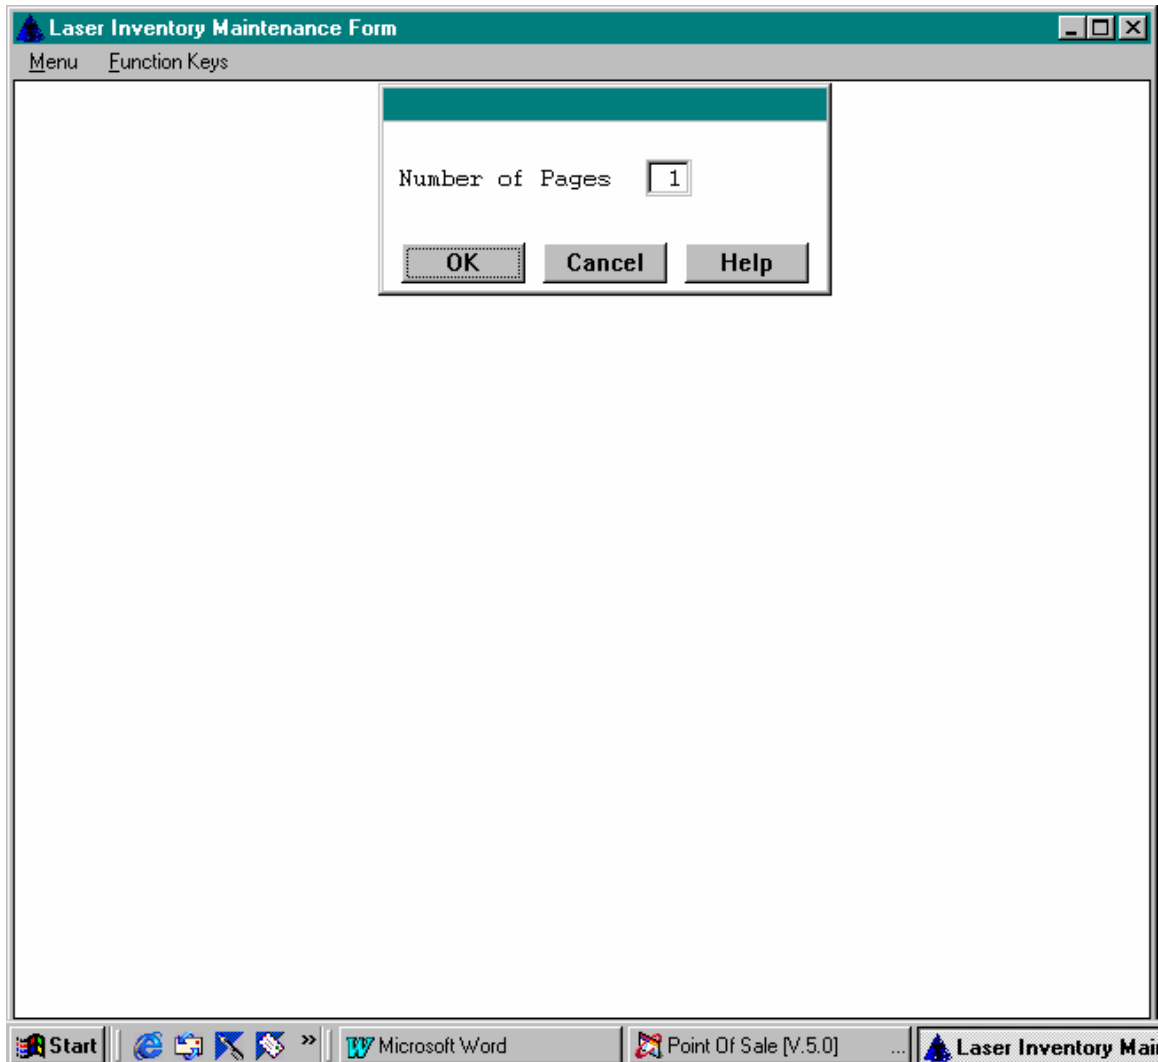 Laser Inventory Maintenance Form
Menu Function Keys
Number of Pages 1
OK Cancel Help
Start » Microsoft Word Point Of Sale [V.5.0] ... Laser Inventory Mai